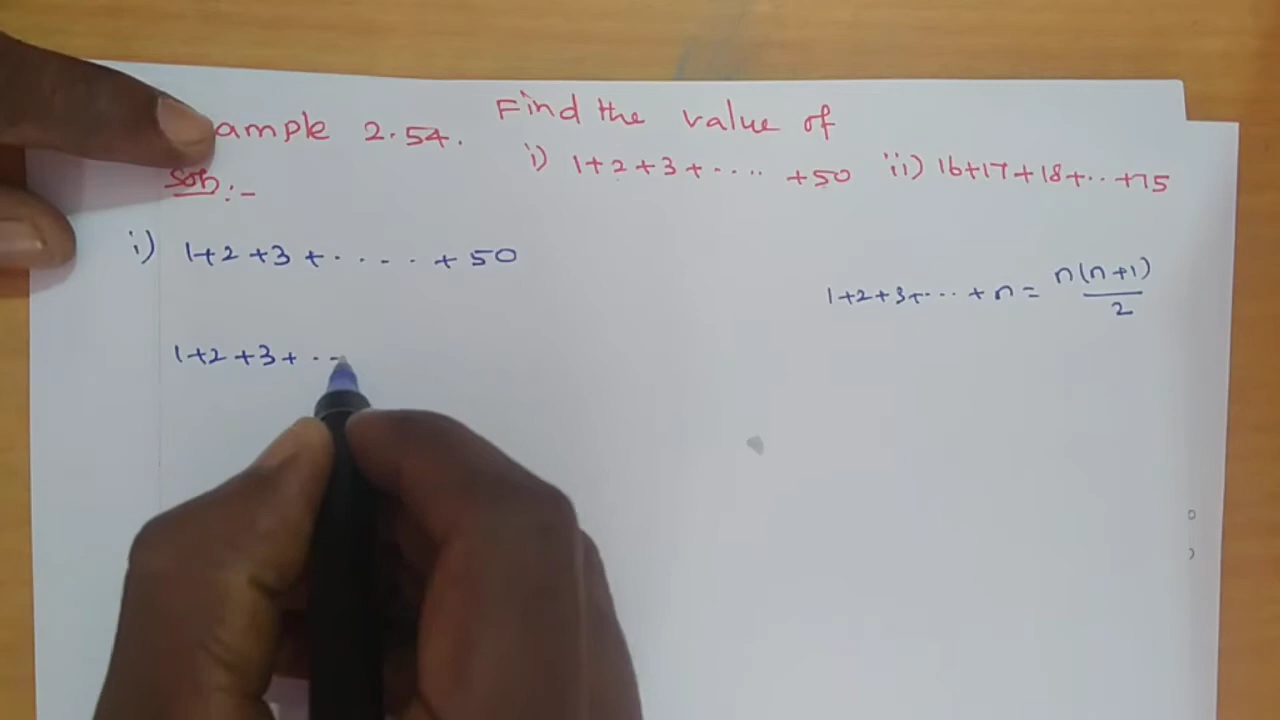 ample 2.54. Find the value of
i) 1+2+3+.... +50 ii) 16+17+18+..+75
Soln:-
i) 1+2+3+.....+50
1+2+3+....+n = n(n+1)/2
1+2+3+...